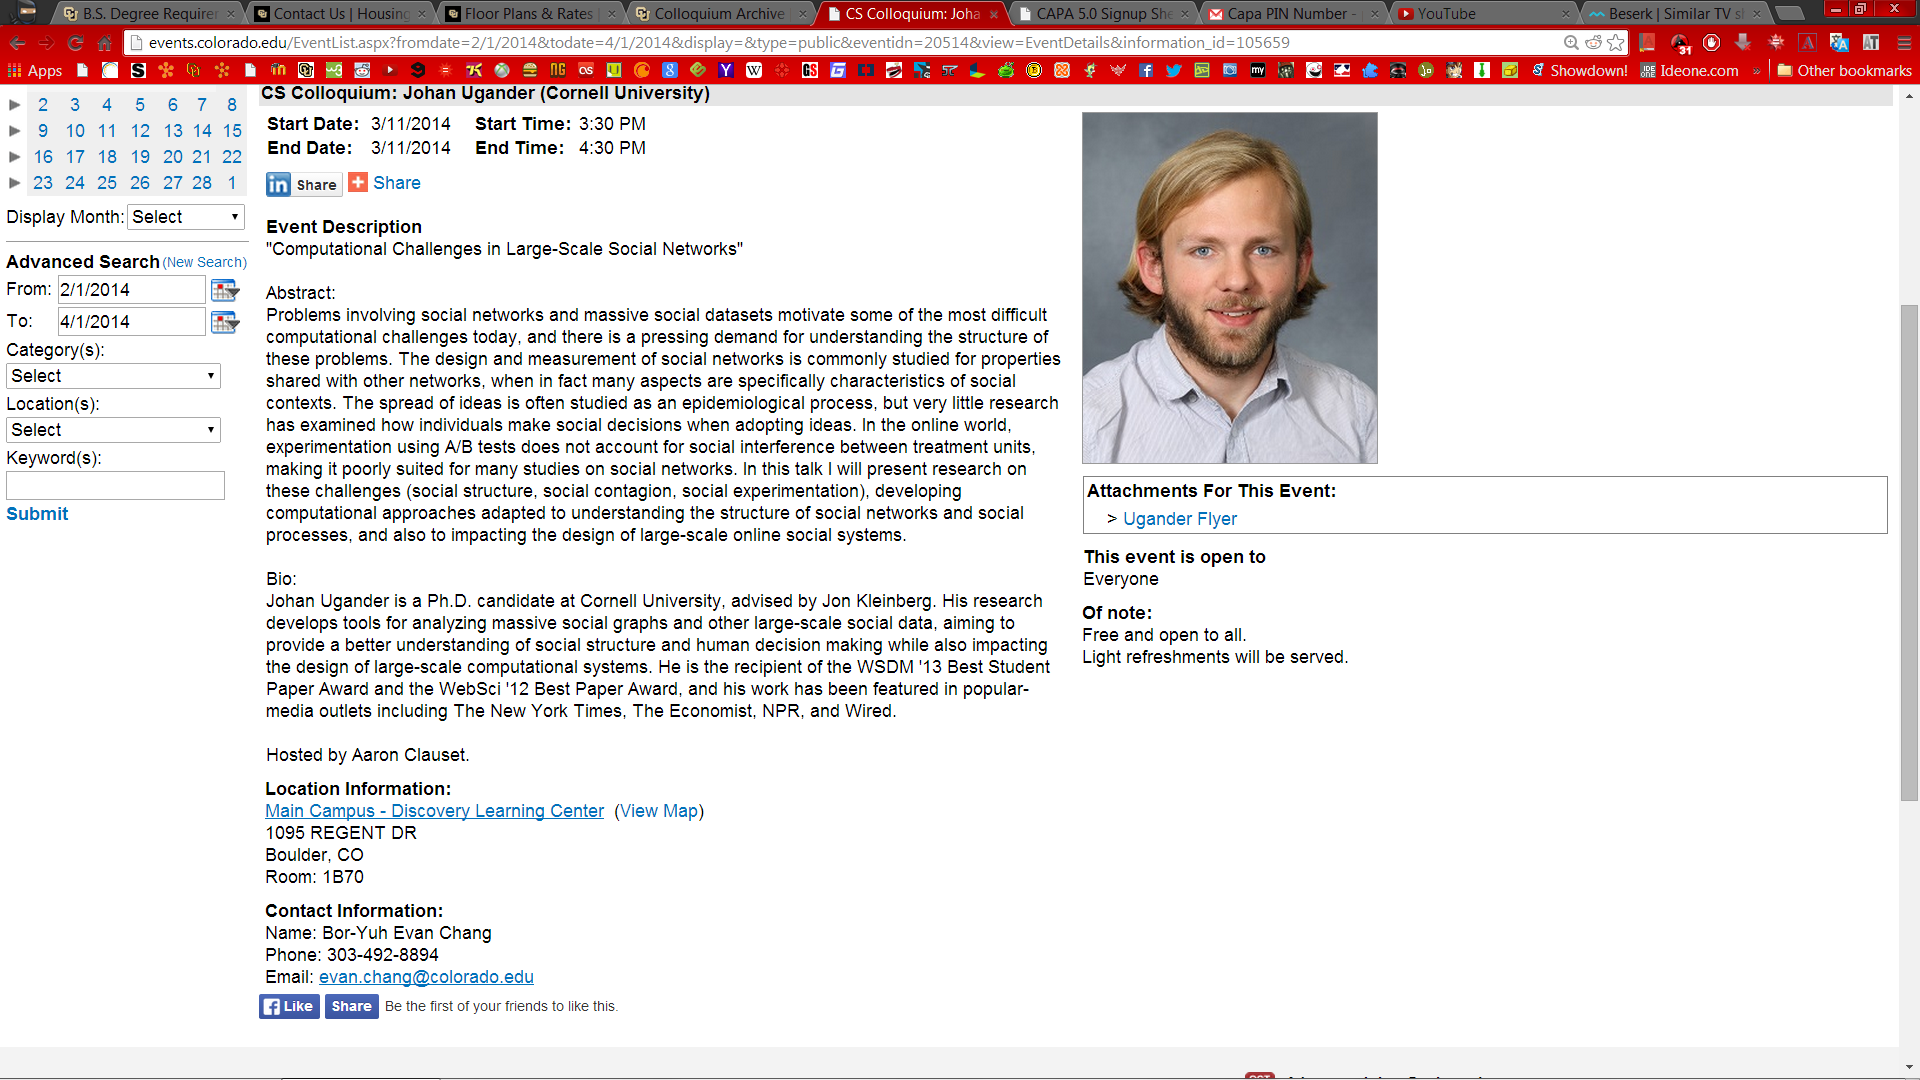 B.S. Degree Requirer
Contact Us | Housing
Floor Plans & Rates |
Colloquium Archive
CS Colloquium: Joha
CAPA 5.0 Signup She
Capa PIN Number -
YouTube
Beserk | Similar TV s
events.colorado.edu/EventList.aspx?fromdate=2/1/2014&todate=4/1/2014&display=&type=public&eventidn=20514&view=EventDetails&information_id=105659
Apps
Showdown!
Ideone.com
»
Other bookmarks
2 3 4 5 6 7 8
9 10 11 12 13 14 15
16 17 18 19 20 21 22
23 24 25 26 27 28 1
Display Month: Select
Advanced Search (New Search)
From: 2/1/2014
To: 4/1/2014
Category(s):
Select
Location(s):
Select
Keyword(s):
Submit
CS Colloquium: Johan Ugander (Cornell University)
Start Date: 3/11/2014 Start Time: 3:30 PM
End Date: 3/11/2014 End Time: 4:30 PM
in Share Share
Event Description
"Computational Challenges in Large-Scale Social Networks"
Abstract:
Problems involving social networks and massive social datasets motivate some of the most difficult
computational challenges today, and there is a pressing demand for understanding the structure of
these problems. The design and measurement of social networks is commonly studied for properties
shared with other networks, when in fact many aspects are specifically characteristics of social
contexts. The spread of ideas is often studied as an epidemiological process, but very little research
has examined how individuals make social decisions when adopting ideas. In the online world,
experimentation using A/B tests does not account for social interference between treatment units,
making it poorly suited for many studies on social networks. In this talk I will present research on
these challenges (social structure, social contagion, social experimentation), developing
computational approaches adapted to understanding the structure of social networks and social
processes, and also to impacting the design of large-scale online social systems.
Bio:
Johan Ugander is a Ph.D. candidate at Cornell University, advised by Jon Kleinberg. His research
develops tools for analyzing massive social graphs and other large-scale social data, aiming to
provide a better understanding of social structure and human decision making while also impacting
the design of large-scale computational systems. He is the recipient of the WSDM '13 Best Student
Paper Award and the WebSci '12 Best Paper Award, and his work has been featured in popular-
media outlets including The New York Times, The Economist, NPR, and Wired.
Hosted by Aaron Clauset.
Location Information:
Main Campus - Discovery Learning Center (View Map)
1095 REGENT DR
Boulder, CO
Room: 1B70
Contact Information:
Name: Bor-Yuh Evan Chang
Phone: 303-492-8894
Email: evan.chang@colorado.edu
Like Share Be the first of your friends to like this.
Attachments For This Event:
> Ugander Flyer
This event is open to
Everyone
Of note:
Free and open to all.
Light refreshments will be served.